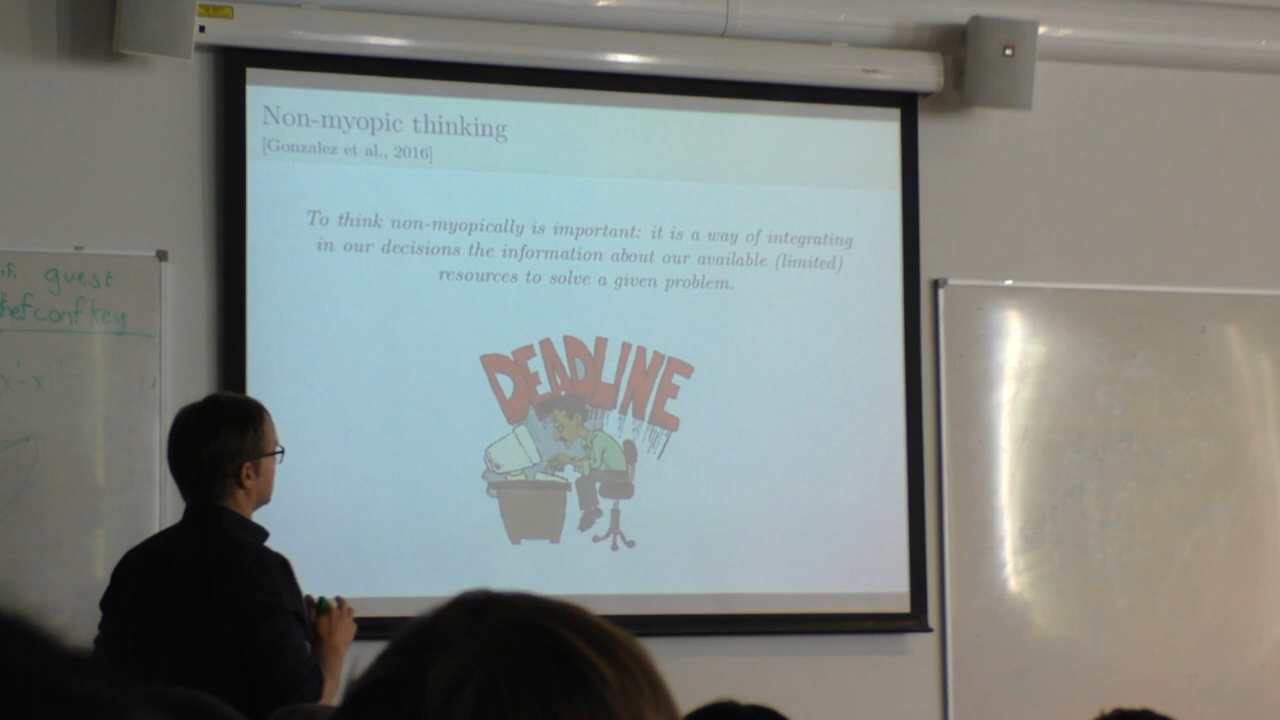 Non-myopic thinking
[Gonzalez et al., 2016]
To think non-myopically is important: it is a way of integrating
in our decisions the information about our available (limited)
resources to solve a given problem.
DEADLINE
guest